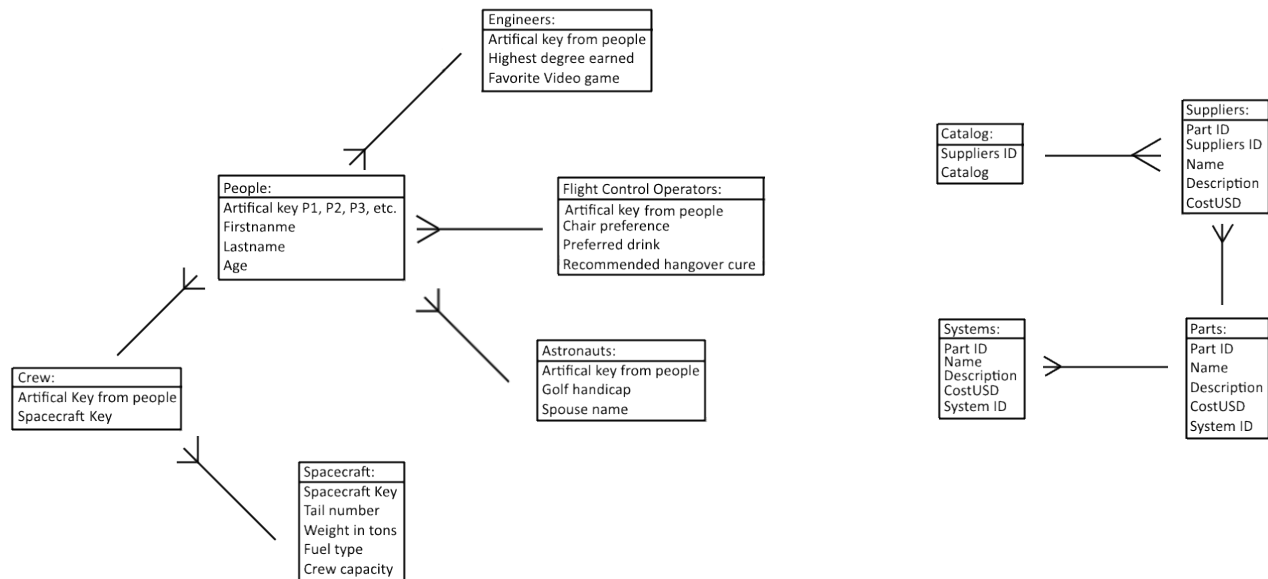 Engineers:
Artifical key from people
Highest degree earned
Favorite Video game
People:
Artifical key P1, P2, P3, etc.
Firstnanme
Lastname
Age
Flight Control Operators:
Artifical key from people
Chair preference
Preferred drink
Recommended hangover cure
Astronauts:
Artifical key from people
Golf handicap
Spouse name
Crew:
Artifical Key from people
Spacecraft Key
Spacecraft:
Spacecraft Key
Tail number
Weight in tons
Fuel type
Crew capacity
Catalog:
Suppliers ID
Catalog
Suppliers:
Part ID
Suppliers ID
Name
Description
CostUSD
Systems:
Part ID
Name
Description
CostUSD
System ID
Parts:
Part ID
Name
Description
CostUSD
System ID